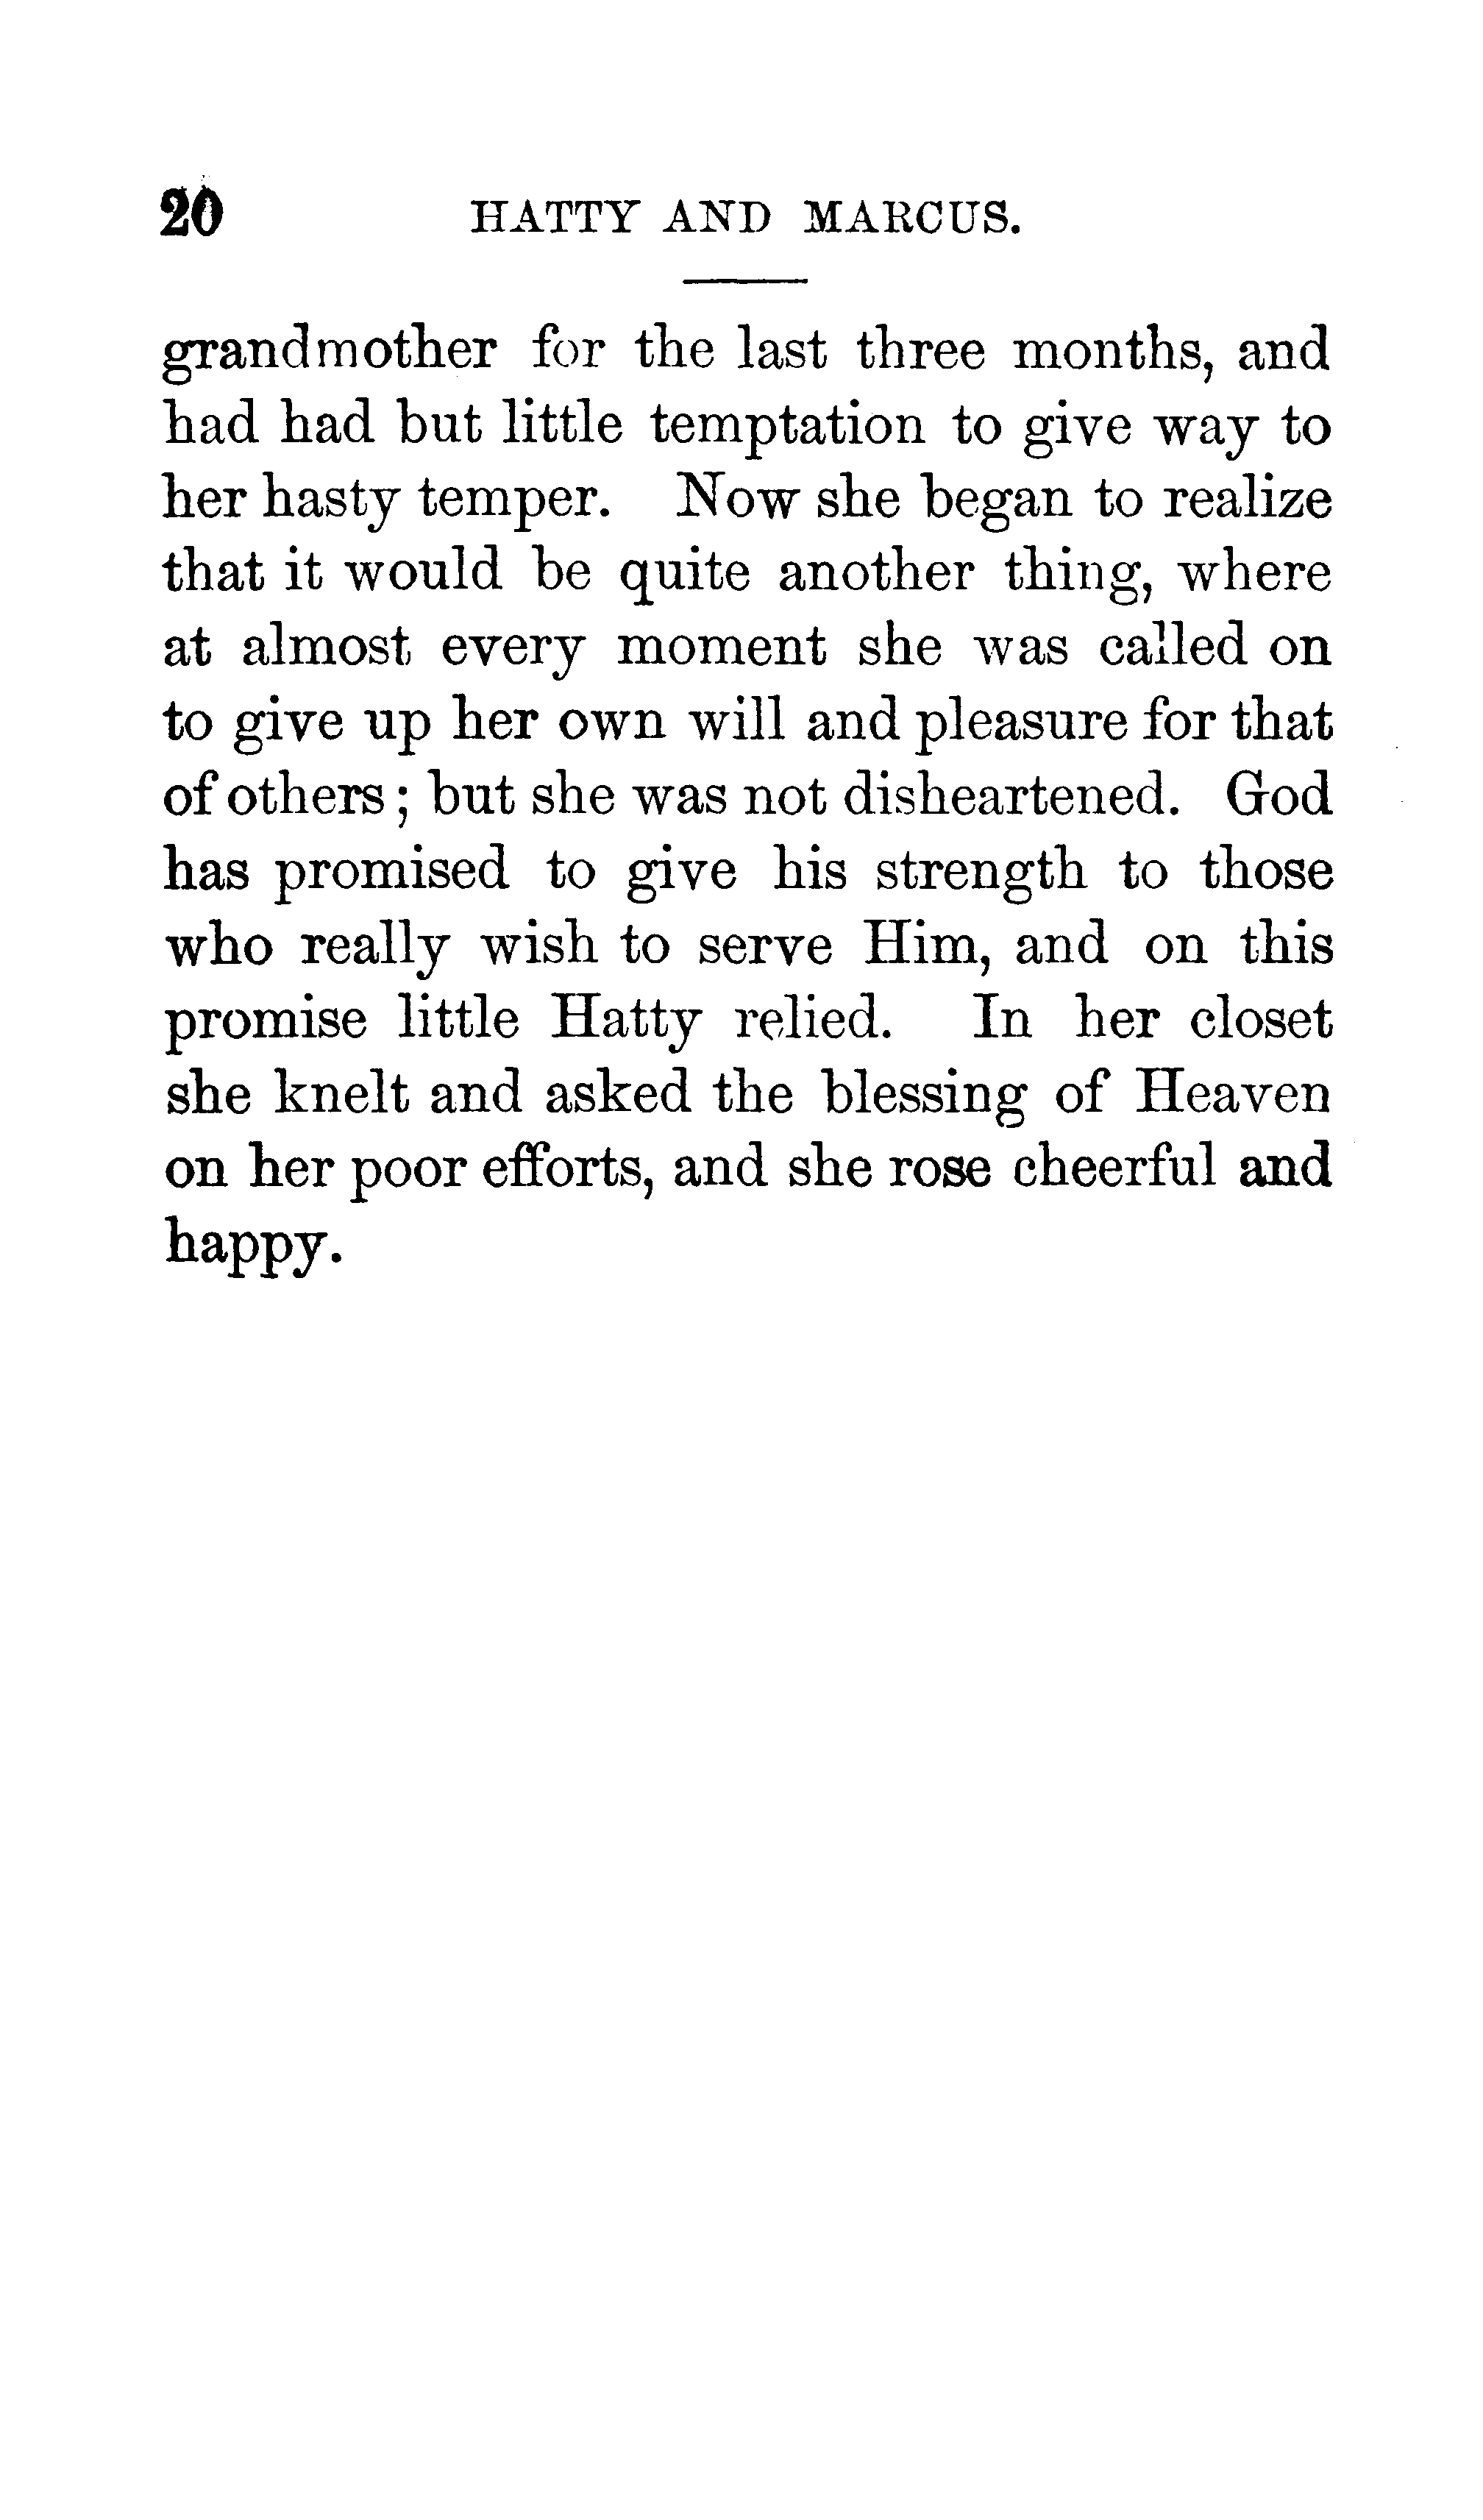 20 HATTY AND MARCUS.
grandmother for the last three months, and
had had but little temptation to give way to
her hasty temper. Now she began to realize
that it would be quite another thing, where
at almost every moment she was called on
to give up her own will and pleasure for that
of others; but she was not disheartened. God
has promised to give his strength to those
who really wish to serve Him, and on this
promise little Hatty relied. In her closet
she knelt and asked the blessing of Heaven
on her poor efforts, and she rose cheerful and
happy.